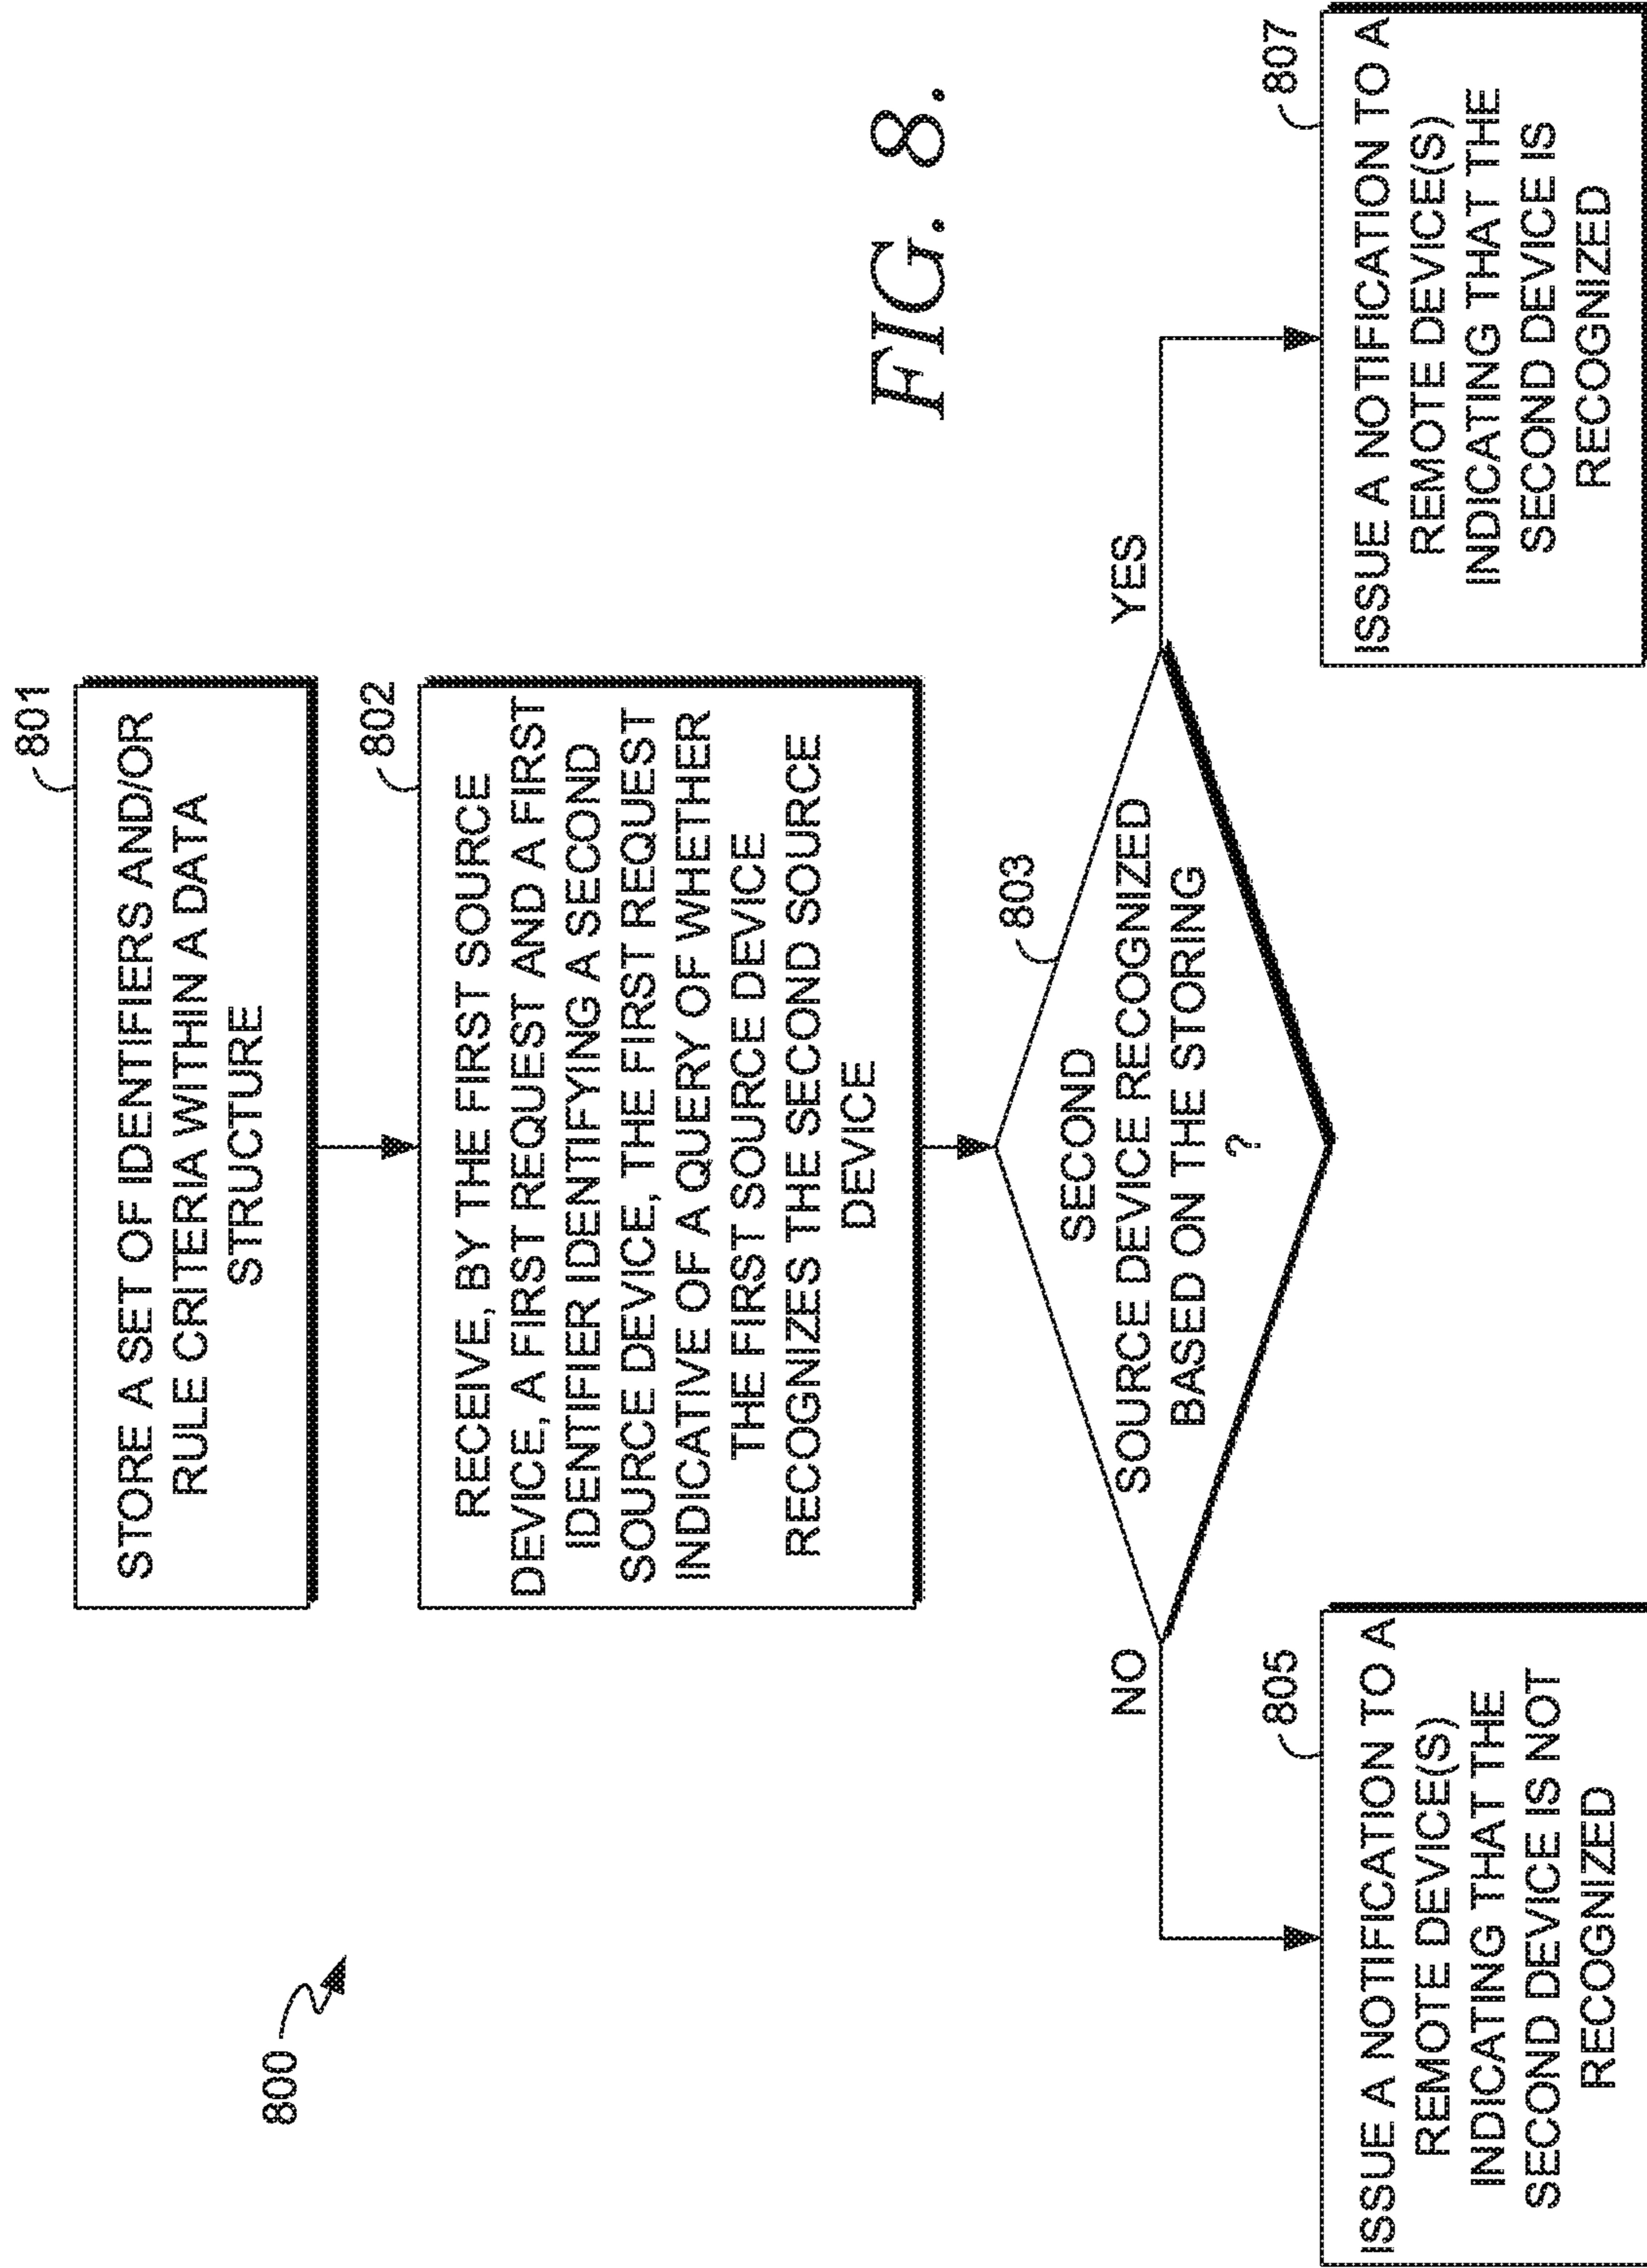 800
801
STORE A SET OF IDENTIFIERS AND/OR
RULE CRITERIA WITHIN A DATA
STRUCTURE
802
RECEIVE, BY THE FIRST SOURCE
DEVICE, A FIRST REQUEST AND A FIRST
IDENTIFIER IDENTIFYING A SECOND
SOURCE DEVICE, THE FIRST REQUEST
INDICATIVE OF A QUERY OF WHETHER
THE FIRST SOURCE DEVICE
RECOGNIZES THE SECOND SOURCE
DEVICE
803
SECOND
SOURCE DEVICE RECOGNIZED
BASED ON THE STORING
?
NO
YES
805
ISSUE A NOTIFICATION TO A
REMOTE DEVICE(S)
INDICATING THAT THE
SECOND DEVICE IS NOT
RECOGNIZED
807
ISSUE A NOTIFICATION TO A
REMOTE DEVICE(S)
INDICATING THAT THE
SECOND DEVICE IS
RECOGNIZED
FIG. 8.